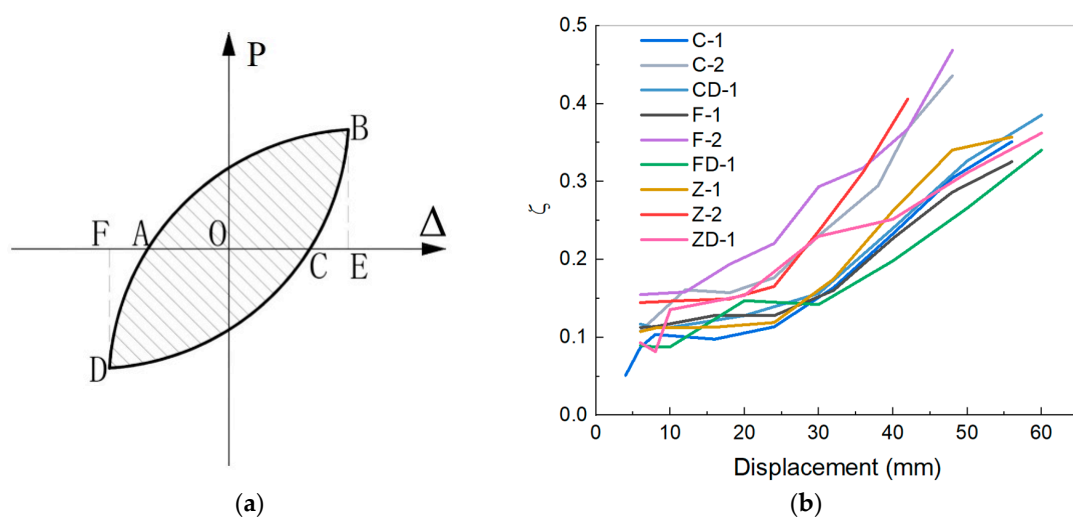 P
B
F
A
O
Δ
C
E
D
(a)
0.5
0.4
0.3
0.2
0.1
0.0
ζ
C-1
C-2
CD-1
F-1
F-2
FD-1
Z-1
Z-2
ZD-1
0 10 20 30 40 50 60
Displacement (mm)
(b)